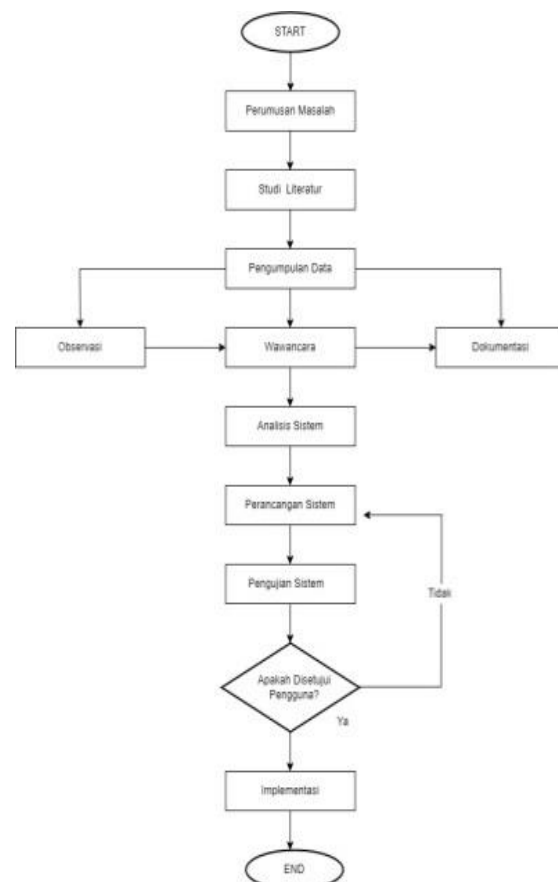 START
Perumusan Masalah
Studi Literatur
Pengumpulan Data
Observasi
Wawancara
Dokumentasi
Analisis Sistem
Perancangan Sistem
Pengujian Sistem
Tidak
Apakah Disetujui
Pengguna?
Ya
Implementasi
END